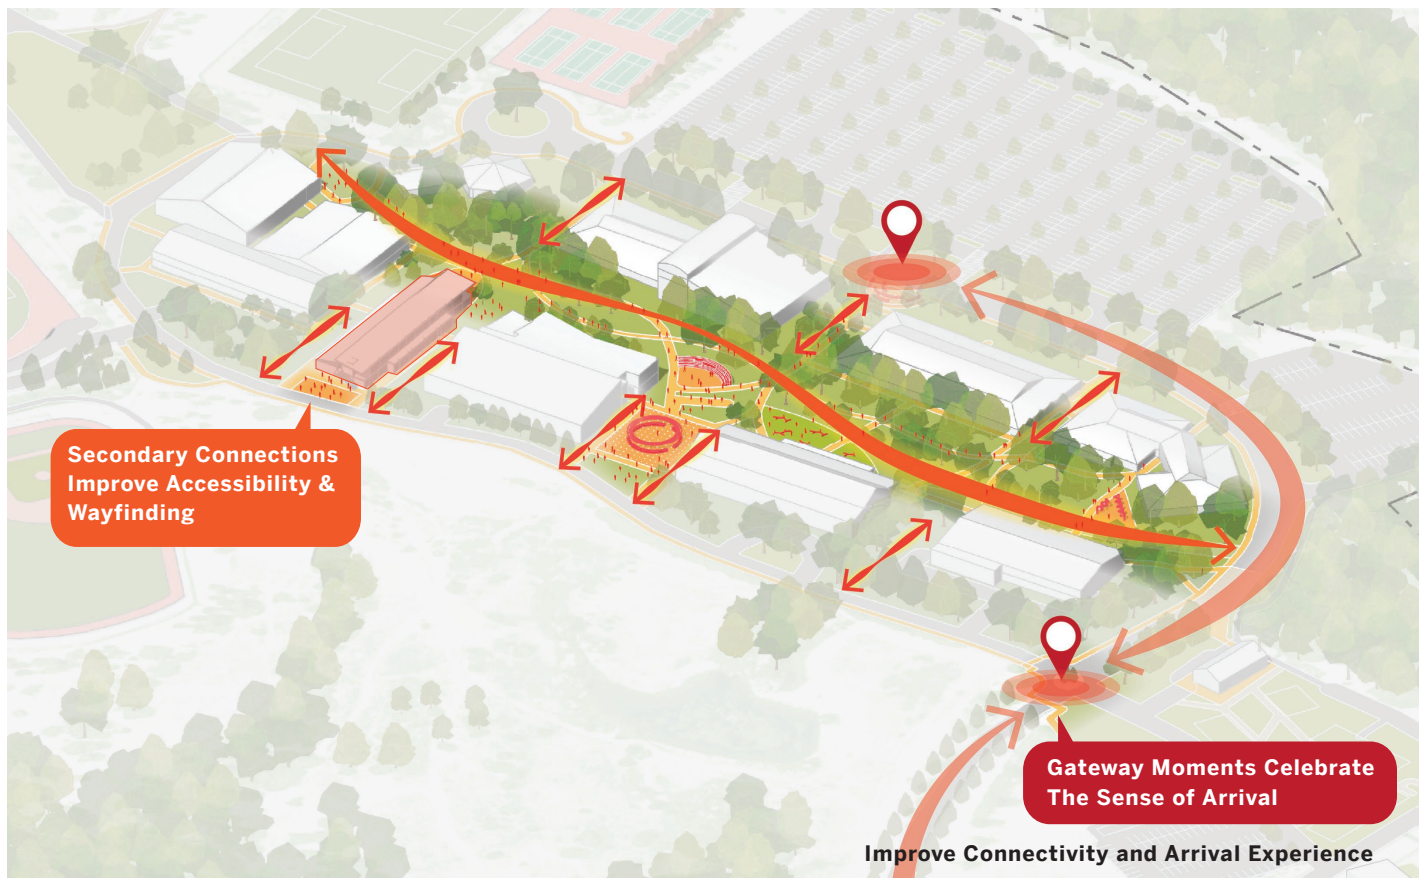 Secondary Connections
Improve Accessibility &
Wayfinding
Gateway Moments Celebrate
The Sense of Arrival
Improve Connectivity and Arrival Experience